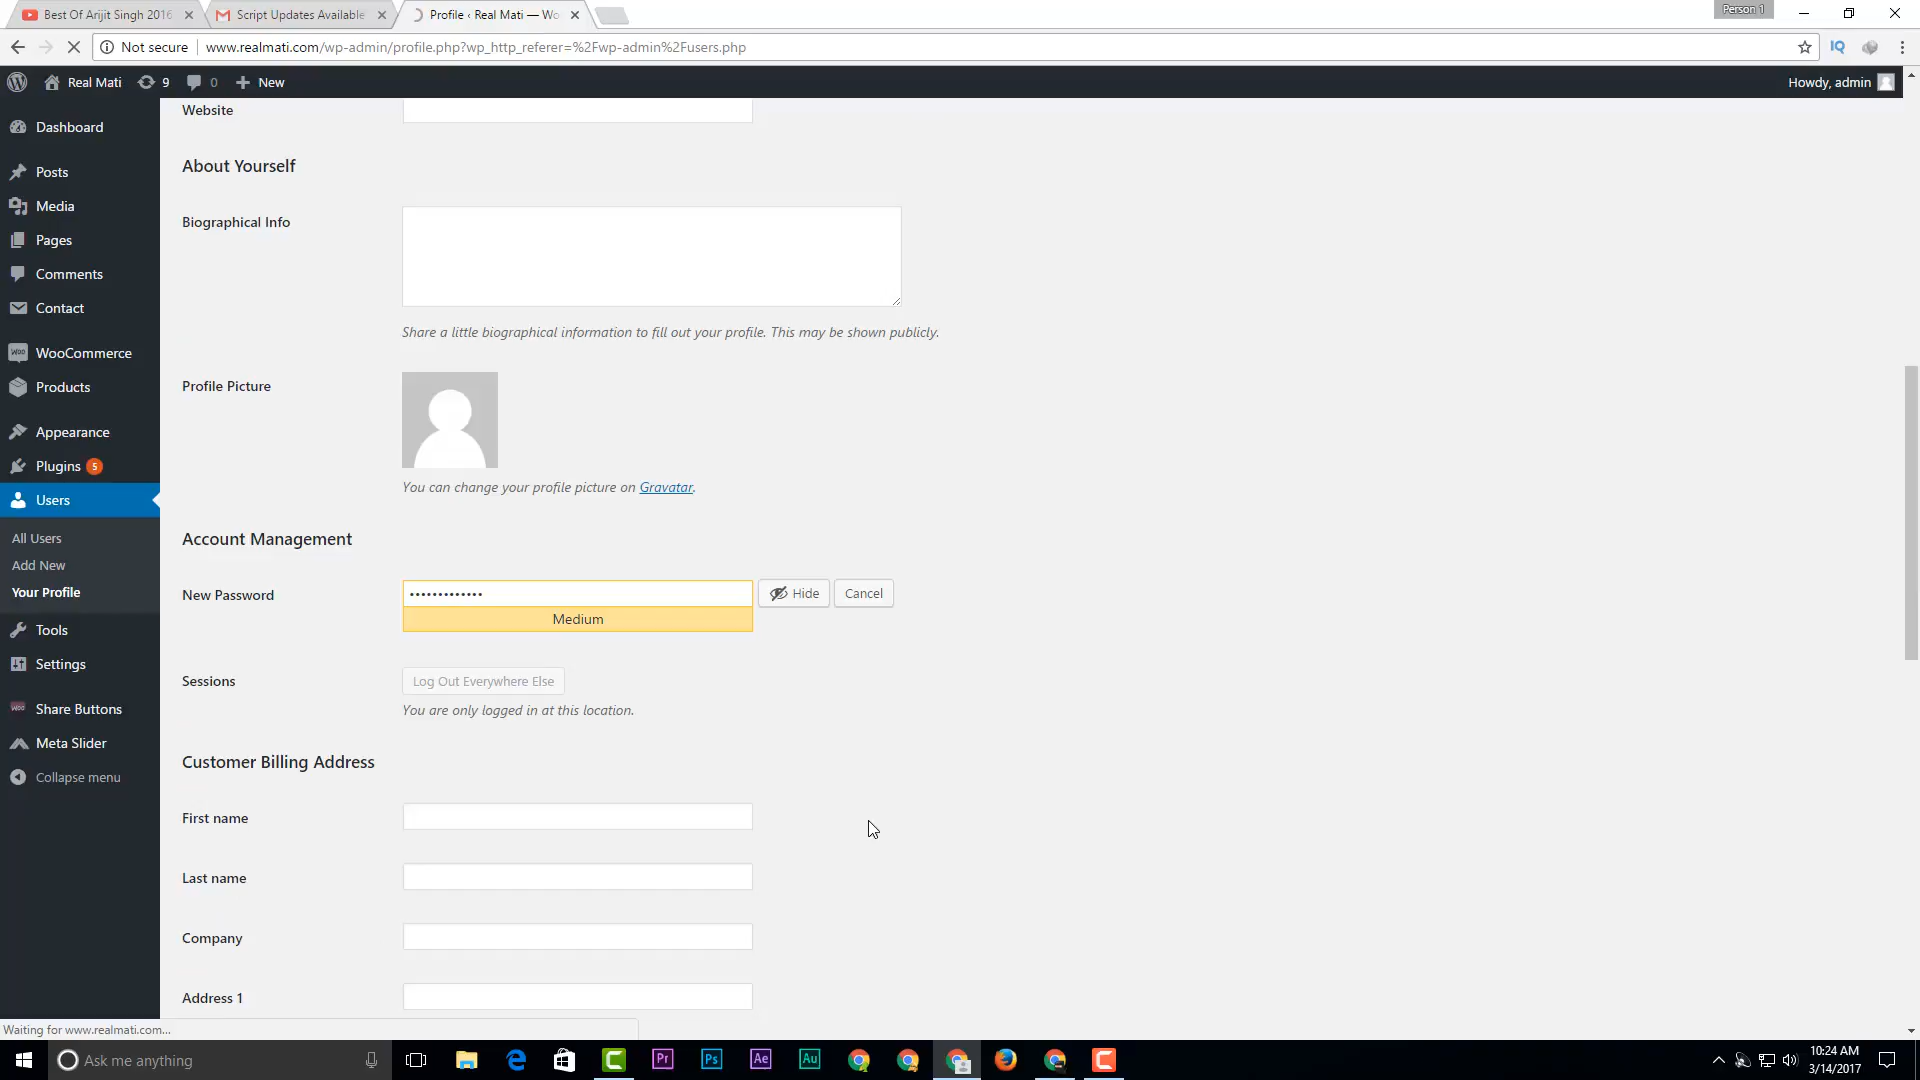 Best Of Arijit Singh 2016
Script Updates Available
Profile ‹ Real Mati — Wo
Person 1
Not secure
www.realmati.com/wp-admin/profile.php?wp_http_referer=%2Fwp-admin%2Fusers.php
IQ
Real Mati
9
0
New
Howdy, admin
Dashboard
Posts
Media
Pages
Comments
Contact
WooCommerce
Products
Appearance
Plugins 5
Users
All Users
Add New
Your Profile
Tools
Settings
Share Buttons
Meta Slider
Collapse menu
Website
About Yourself
Biographical Info
Share a little biographical information to fill out your profile. This may be shown publicly.
Profile Picture
You can change your profile picture on Gravatar.
Account Management
New Password
•••••••••••••
Hide
Cancel
Medium
Sessions
Log Out Everywhere Else
You are only logged in at this location.
Customer Billing Address
First name
Last name
Company
Address 1
Waiting for www.realmati.com...
Ask me anything
Pr
Ps
Ae
Au
10:24 AM
3/14/2017